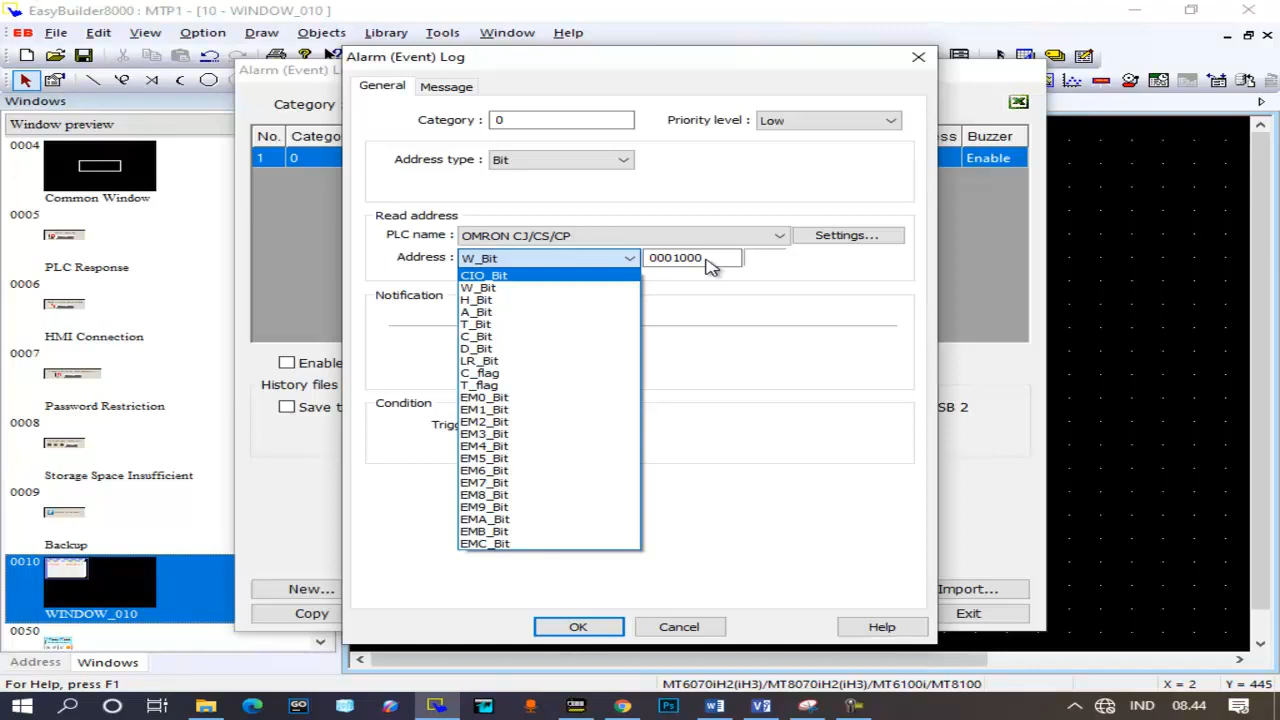 EasyBuilder8000 : MTP1 - [10 - WINDOW_010 ]
EB File Edit View Option Draw Objects Library Tools Window Help
Alarm (Event) L
Alarm (Event) Log
Windows
Window preview
0004
Common Window
0005
PLC Response
0006
HMI Connection
0007
Password Restriction
0008
Storage Space Insufficient
0009
Backup
0010
WINDOW_010
0050
Address Windows
Category
No. Catego
1 0
ss Buzzer
Enable
Enable
History files
Save t
SB 2
New...
Copy
Import...
Exit
General Message
Category : 0 Priority level : Low
Address type : Bit
Read address
PLC name : OMRON CJ/CS/CP Settings...
Address : W_Bit 0001000
CIO_Bit
W_Bit
H_Bit
A_Bit
T_Bit
C_Bit
D_Bit
LR_Bit
C_flag
T_flag
EM0_Bit
EM1_Bit
EM2_Bit
EM3_Bit
EM4_Bit
EM5_Bit
EM6_Bit
EM7_Bit
EM8_Bit
EM9_Bit
EMA_Bit
EMB_Bit
EMC_Bit
Notification
Condition
Trigg
OK Cancel Help
For Help, press F1
MT6070iH2(iH3)/MT8070iH2(iH3)/MT6100i/MT8100 X = 2 Y = 445
IND 08.44